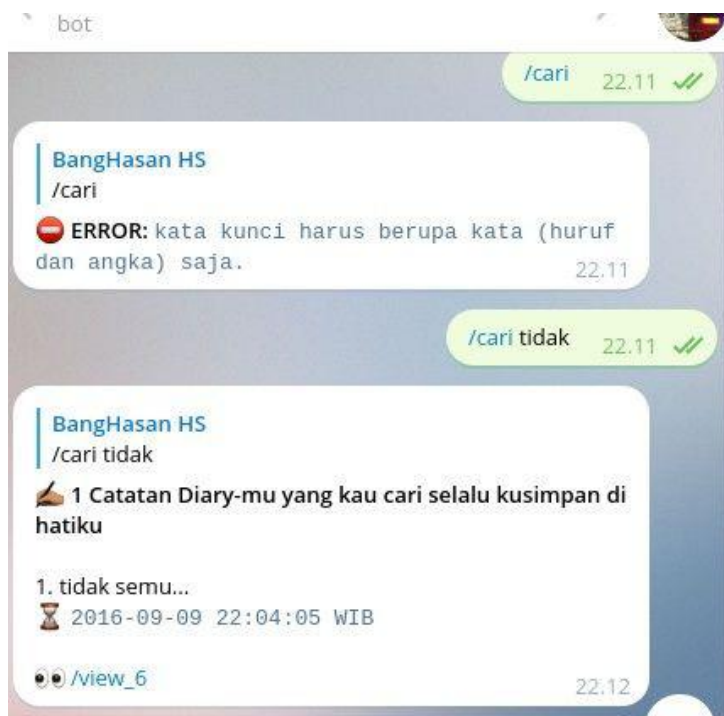 bot
/cari 22.11
BangHasan HS
/cari
ERROR: kata kunci harus berupa kata (huruf
dan angka) saja.
22.11
/cari tidak 22.11
BangHasan HS
/cari tidak
1 Catatan Diary-mu yang kau cari selalu kusimpan di
hatiku
1. tidak semu...
2016-09-09 22:04:05 WIB
/view_6
22.12